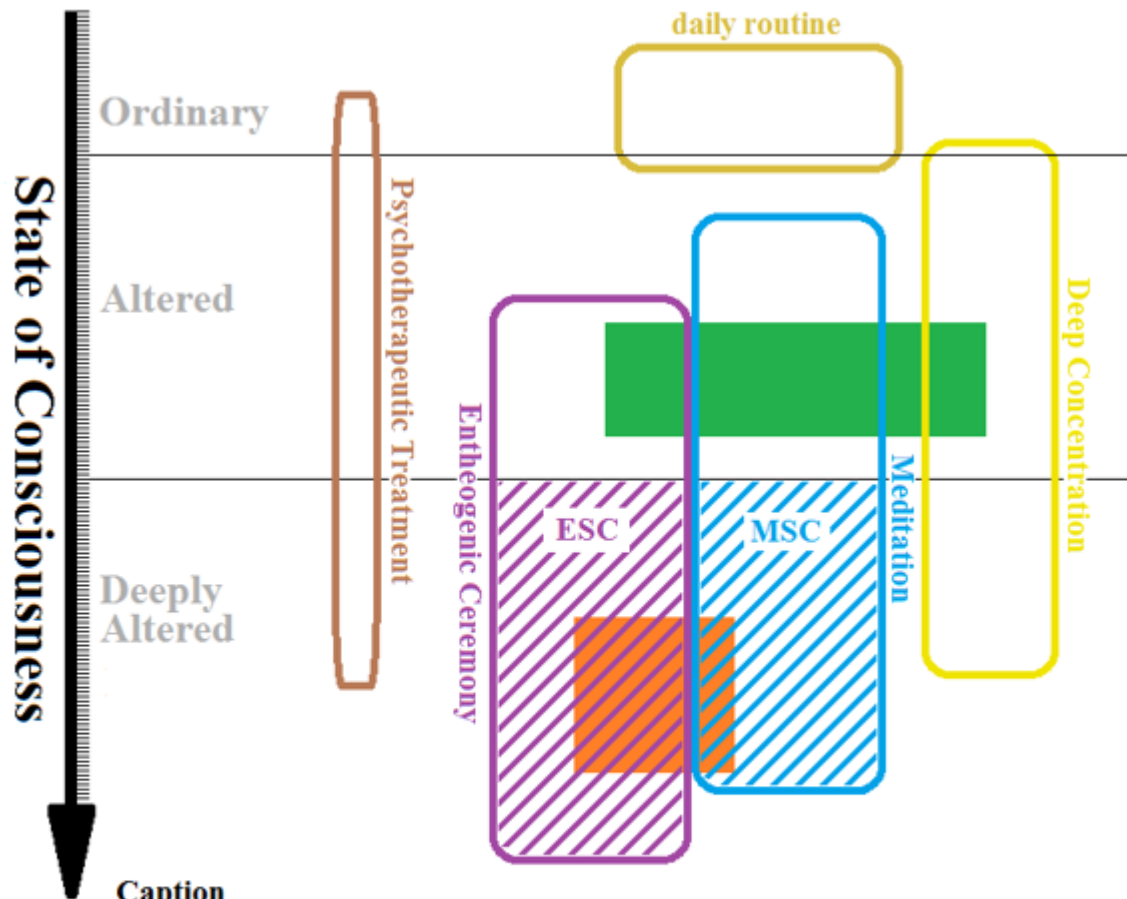 daily routine
Ordinary
Altered
Deeply
Altered
State of Consciousness
Psychotherapeutic Treatment
Entheogenic Ceremony
ESC
MSC
Meditation
Deep Concentration
Caption